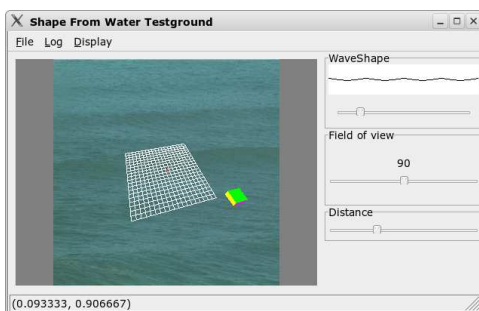 Shape From Water Testground
File Log Display
WaveShape
Field of view
90
Distance
(0.093333, 0.906667)